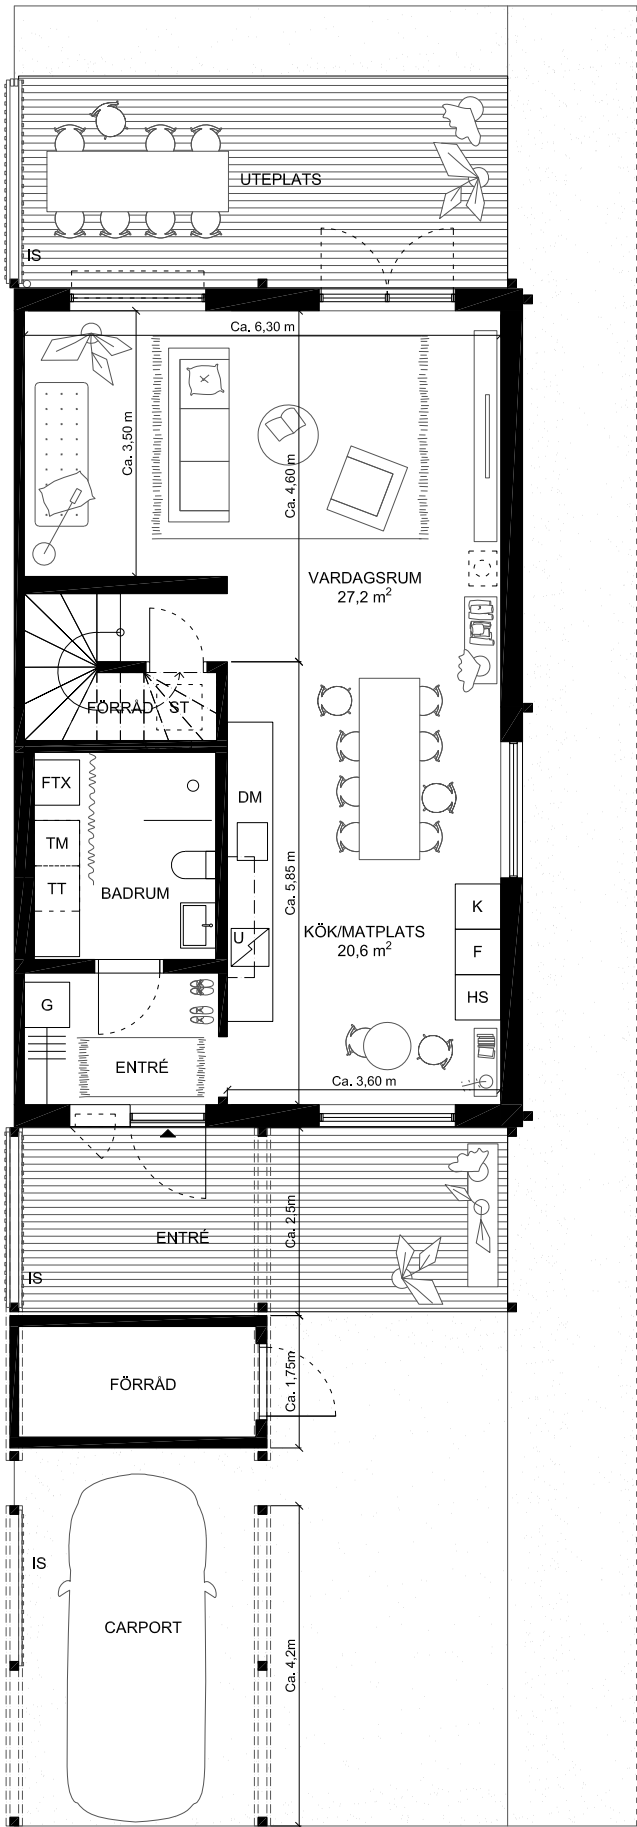 UTEPLATS
IS
Ca. 6,30 m
Ca. 3,50 m
Ca. 4,60 m
VARDAGSRUM
27,2 m²
FÖRRÅD
ST
FTX
DM
TM
TT
BADRUM
Ca. 5,85 m
K
U
KÖK/MATPLATS
20,6 m²
F
HS
G
ENTRÉ
Ca. 3,60 m
ENTRÉ
Ca. 2,5m
IS
FÖRRÅD
Ca. 1,75m
IS
CARPORT
Ca. 4,2m